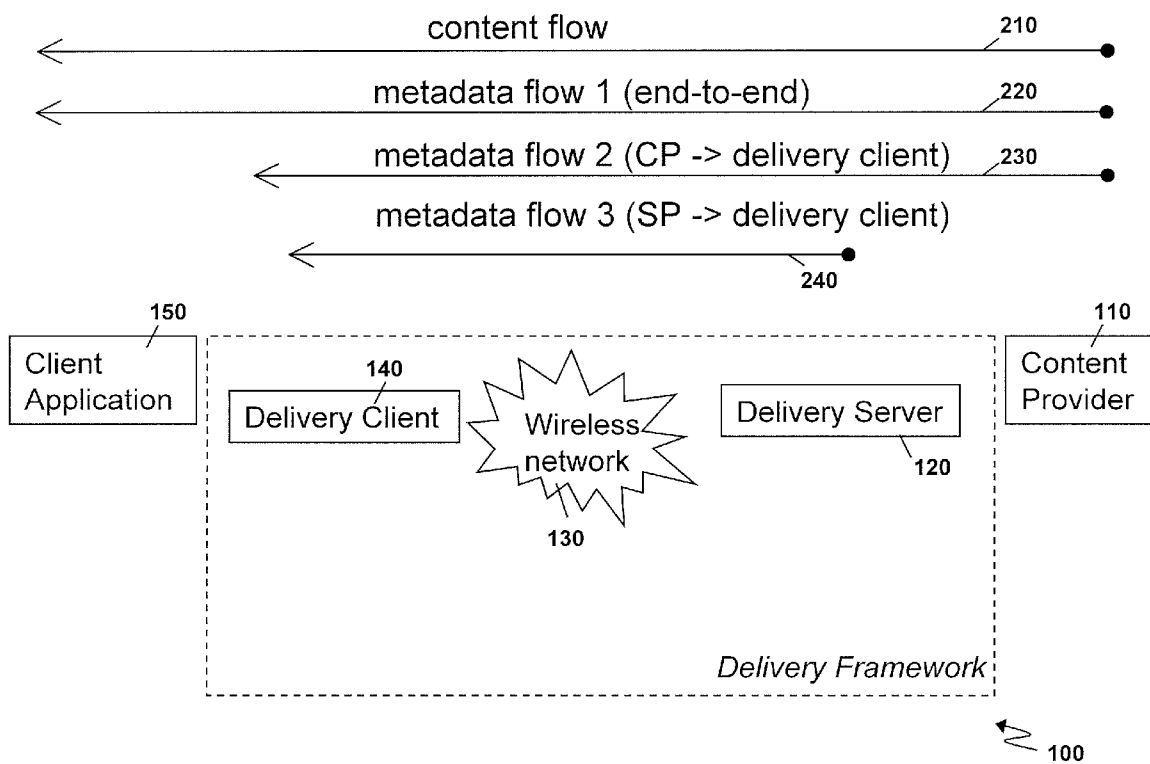 content flow
210
metadata flow 1 (end-to-end)
220
metadata flow 2 (CP -> delivery client)
230
metadata flow 3 (SP -> delivery client)
240
150
110
Client
Application
Content
Provider
140
Delivery Client
Wireless
network
130
Delivery Server
120
Delivery Framework
100